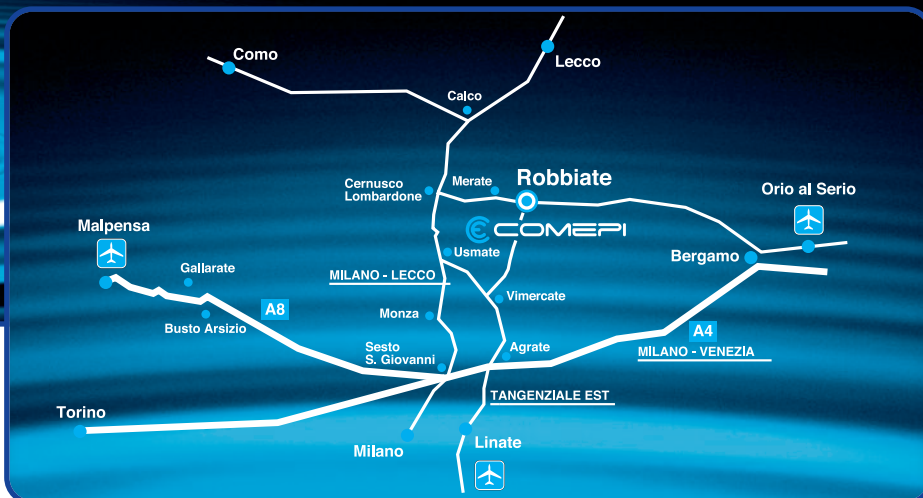 Como
Lecco
Calco
Cernusco
Lombardone
Merate
Robbiate
Orio al Serio
Malpensa
COMEPI
Usmate
Bergamo
Gallarate
MILANO - LECCO
Vimercate
A8
Busto Arsizio
Monza
A4
Sesto
S. Giovanni
Agrate
MILANO - VENEZIA
TANGENZIALE EST
Torino
Milano
Linate